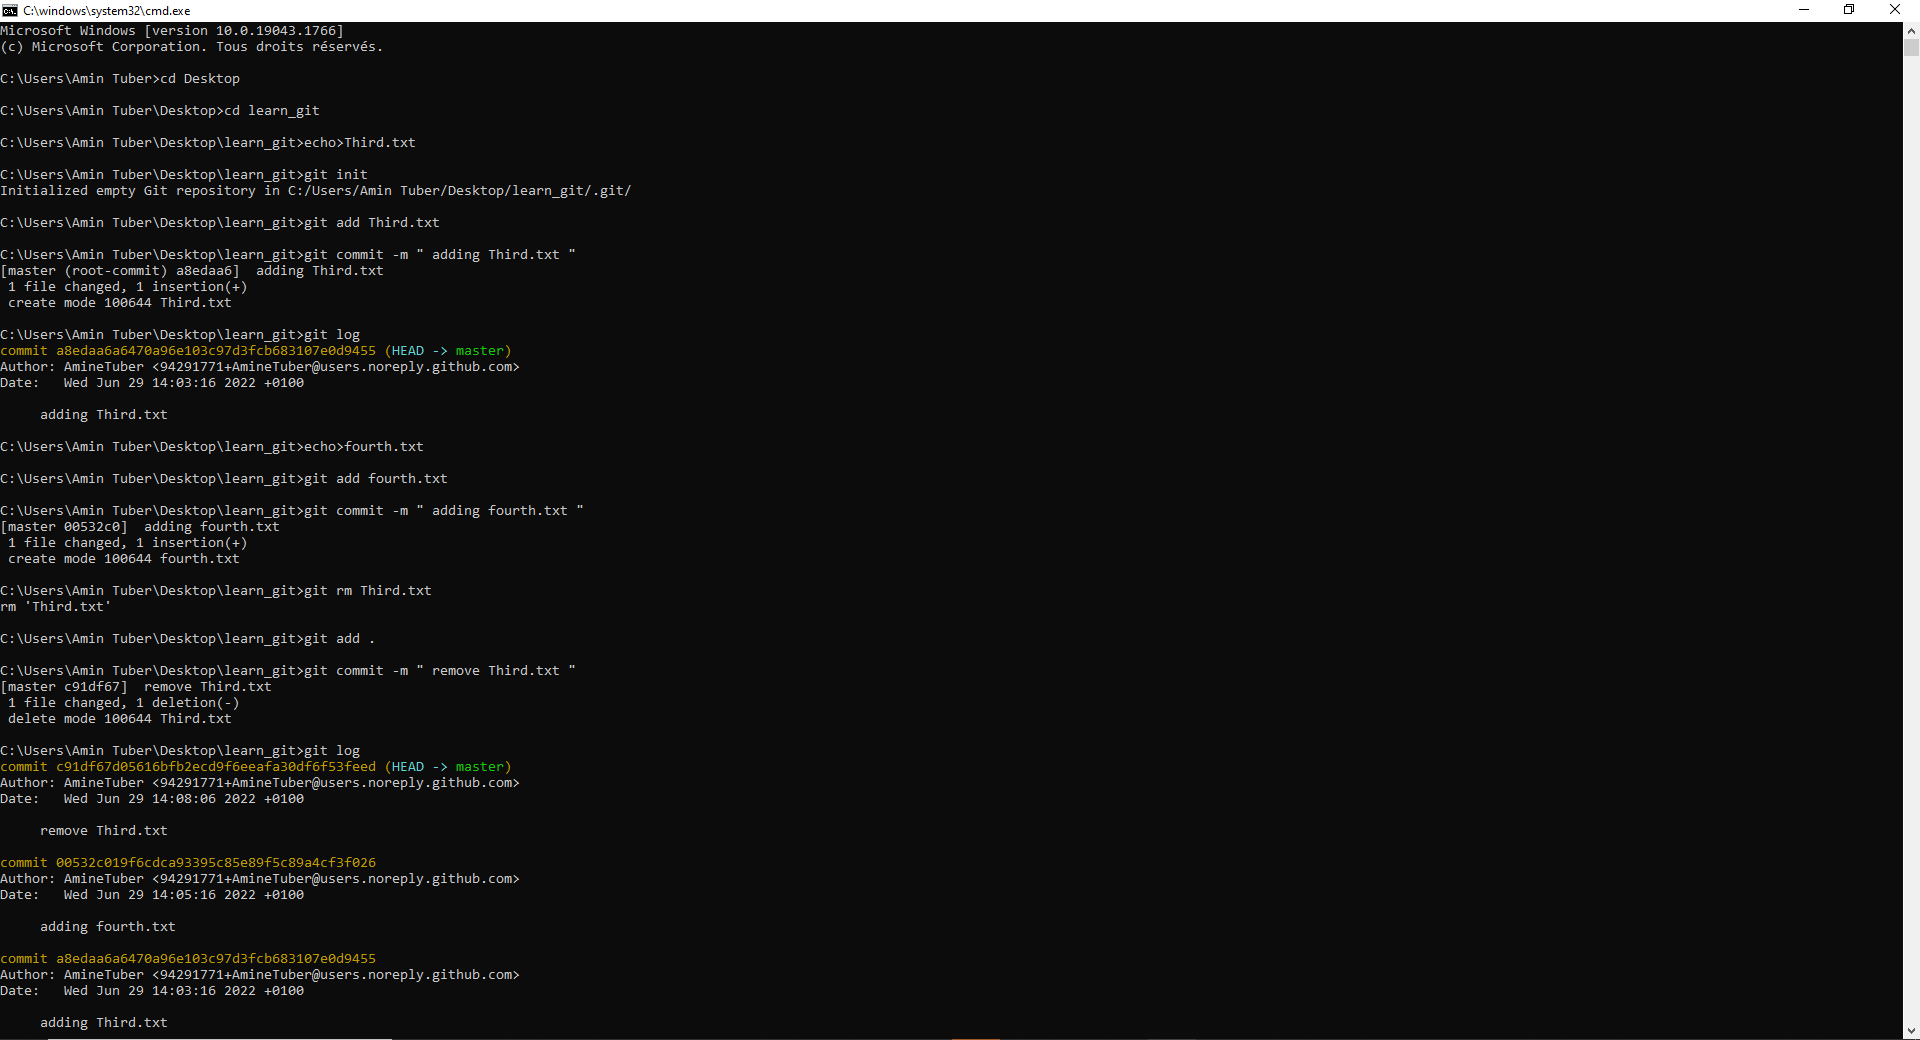 C:\windows\system32\cmd.exe
Microsoft Windows [version 10.0.19043.1766]
(c) Microsoft Corporation. Tous droits réservés.
C:\Users\Amin Tuber>cd Desktop
C:\Users\Amin Tuber\Desktop>cd learn_git
C:\Users\Amin Tuber\Desktop\learn_git>echo>Third.txt
C:\Users\Amin Tuber\Desktop\learn_git>git init
Initialized empty Git repository in C:/Users/Amin Tuber/Desktop/learn_git/.git/
C:\Users\Amin Tuber\Desktop\learn_git>git add Third.txt
C:\Users\Amin Tuber\Desktop\learn_git>git commit -m " adding Third.txt "
[master (root-commit) a8edaa6]  adding Third.txt
 1 file changed, 1 insertion(+)
 create mode 100644 Third.txt
C:\Users\Amin Tuber\Desktop\learn_git>git log
commit a8edaa6a6470a96e103c97d3fcb683107e0d9455 (HEAD -> master)
Author: AmineTuber <94291771+AmineTuber@users.noreply.github.com>
Date:   Wed Jun 29 14:03:16 2022 +0100
     adding Third.txt
C:\Users\Amin Tuber\Desktop\learn_git>echo>fourth.txt
C:\Users\Amin Tuber\Desktop\learn_git>git add fourth.txt
C:\Users\Amin Tuber\Desktop\learn_git>git commit -m " adding fourth.txt "
[master 00532c0]  adding fourth.txt
 1 file changed, 1 insertion(+)
 create mode 100644 fourth.txt
C:\Users\Amin Tuber\Desktop\learn_git>git rm Third.txt
rm 'Third.txt'
C:\Users\Amin Tuber\Desktop\learn_git>git add .
C:\Users\Amin Tuber\Desktop\learn_git>git commit -m " remove Third.txt "
[master c91df67]  remove Third.txt
 1 file changed, 1 deletion(-)
 delete mode 100644 Third.txt
C:\Users\Amin Tuber\Desktop\learn_git>git log
commit c91df67d05616bfb2ecd9f6eeafa30df6f53feed (HEAD -> master)
Author: AmineTuber <94291771+AmineTuber@users.noreply.github.com>
Date:   Wed Jun 29 14:08:06 2022 +0100
     remove Third.txt
commit 00532c019f6cdca93395c85e89f5c89a4cf3f026
Author: AmineTuber <94291771+AmineTuber@users.noreply.github.com>
Date:   Wed Jun 29 14:05:16 2022 +0100
     adding fourth.txt
commit a8edaa6a6470a96e103c97d3fcb683107e0d9455
Author: AmineTuber <94291771+AmineTuber@users.noreply.github.com>
Date:   Wed Jun 29 14:03:16 2022 +0100
     adding Third.txt